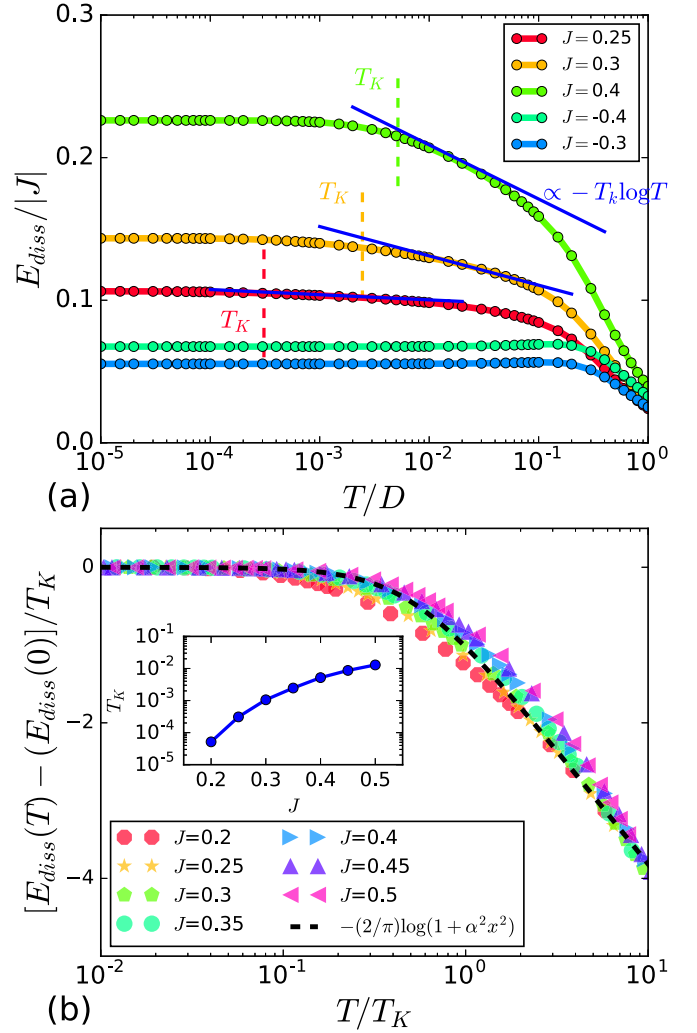 0.3
0.2
0.1
0.0
E_diss/|J|
J = 0.25
J = 0.3
J = 0.4
J = -0.4
J = -0.3
T_K
T_K
T_K
∝ -T_k logT
10^-5 10^-4 10^-3 10^-2 10^-1 10^0
(a) T/D
0
-2
-4
[E_diss(T) - (E_diss(0)]/T_K
10^-1
10^-2
10^-3
10^-4
10^-5
T_K
0.2 0.3 0.4 0.5
J
J=0.2
J=0.25
J=0.3
J=0.35
J=0.4
J=0.45
J=0.5
-(2/π)log(1 + α^2x^2)
10^-2 10^-1 10^0 10^1
(b) T/T_K